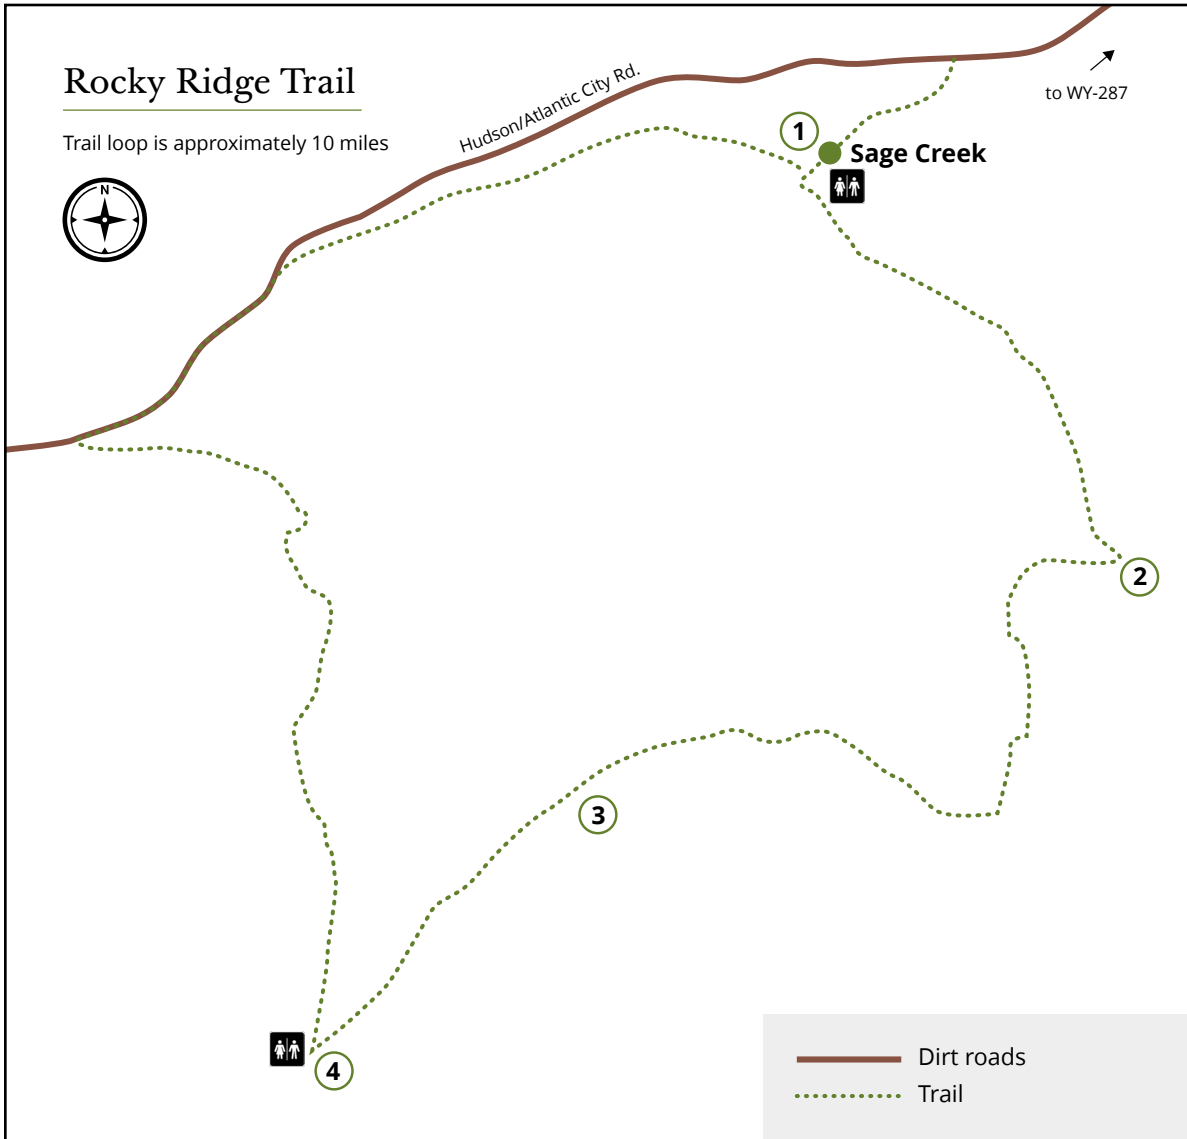 Rocky Ridge Trail
Trail loop is approximately 10 miles
N
Hudson/Atlantic City Rd.
to WY-287
1
Sage Creek
2
3
4
Dirt roads
Trail